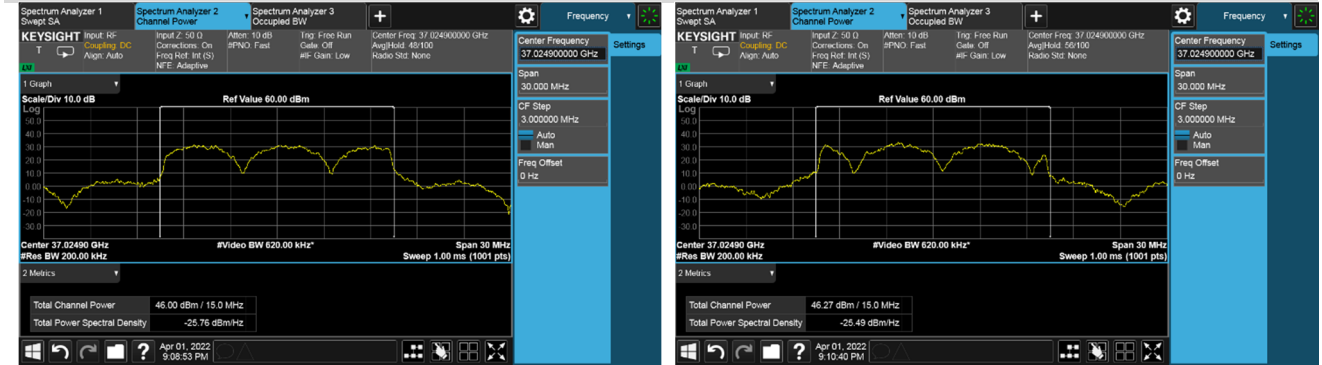 Spectrum Analyzer 1
Swept SA
Spectrum Analyzer 2
Channel Power
Spectrum Analyzer 3
Occupied BW
Frequency
KEYSIGHT
T
Input: RF
Coupling: DC
Align: Auto
Input Z: 50 Ω
Corrections: On
Freq Ref: Int (S)
NFE: Adaptive
Atten: 10 dB
#PNO: Fast
Trig: Free Run
Gate: Off
#IF Gain: Low
Center Freq: 37.024900000 GHz
Avg|Hold: 48/100
Radio Std: None
Center Frequency
37.024900000 GHz
Settings
Span
30.000 MHz
CF Step
3.000000 MHz
Auto
Man
Freq Offset
0 Hz
1 Graph
Scale/Div 10.0 dB
Ref Value 60.00 dBm
Log
50.0
40.0
30.0
20.0
10.0
0.00
-10.0
-20.0
-30.0
Center 37.02490 GHz
#Video BW 620.00 kHz*
Span 30 MHz
#Res BW 200.00 kHz
Sweep 1.00 ms (1001 pts)
2 Metrics
Total Channel Power 46.00 dBm / 15.0 MHz
Total Power Spectral Density -25.76 dBm/Hz
?
Apr 01, 2022
9:08:53 PM
Spectrum Analyzer 1
Swept SA
Spectrum Analyzer 2
Channel Power
Spectrum Analyzer 3
Occupied BW
Frequency
KEYSIGHT
T
Input: RF
Coupling: DC
Align: Auto
Input Z: 50 Ω
Corrections: On
Freq Ref: Int (S)
NFE: Adaptive
Atten: 10 dB
#PNO: Fast
Trig: Free Run
Gate: Off
#IF Gain: Low
Center Freq: 37.024900000 GHz
Avg|Hold: 56/100
Radio Std: None
Center Frequency
37.024900000 GHz
Settings
Span
30.000 MHz
CF Step
3.000000 MHz
Auto
Man
Freq Offset
0 Hz
1 Graph
Scale/Div 10.0 dB
Ref Value 60.00 dBm
Log
50.0
40.0
30.0
20.0
10.0
0.00
-10.0
-20.0
-30.0
Center 37.02490 GHz
#Video BW 620.00 kHz*
Span 30 MHz
#Res BW 200.00 kHz
Sweep 1.00 ms (1001 pts)
2 Metrics
Total Channel Power 46.27 dBm / 15.0 MHz
Total Power Spectral Density -25.49 dBm/Hz
?
Apr 01, 2022
9:10:40 PM